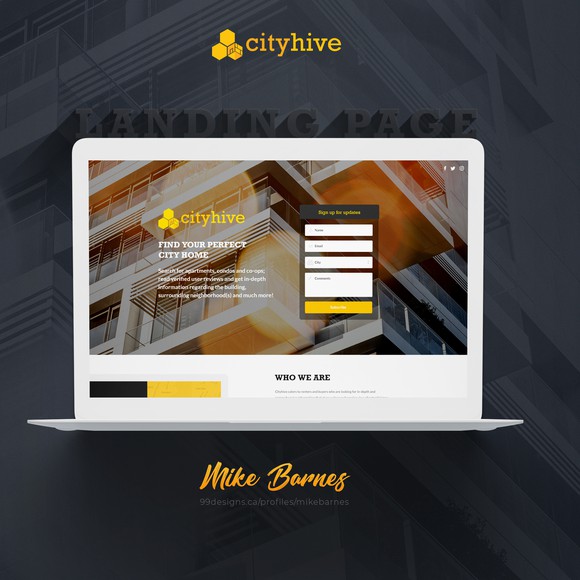 cityhive
LANDING PAGE
cityhive
FIND YOUR PERFECT
CITY HOME
Search for apartments, condos and co-ops;
read verified user reviews and get in-depth
information regarding the building,
surrounding neighborhood(s) and much more!
Sign up for updates
Name
Email
City
Comments
Subscribe
WHO WE ARE
Mike Barnes
99designs.ca/profiles/mikebarnes